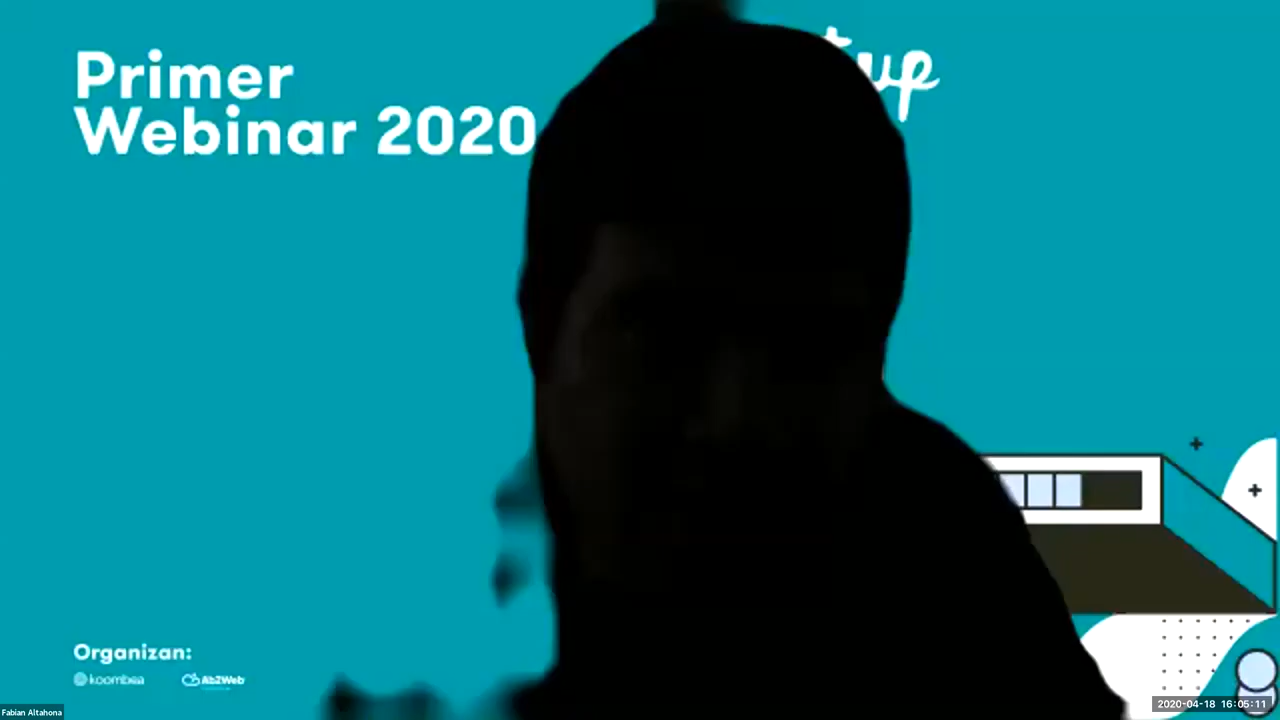 Primer
Webinar 2020
Organizan:
koombea
Ab2Web
Fabian Altahona
2020-04-18 16:05:11